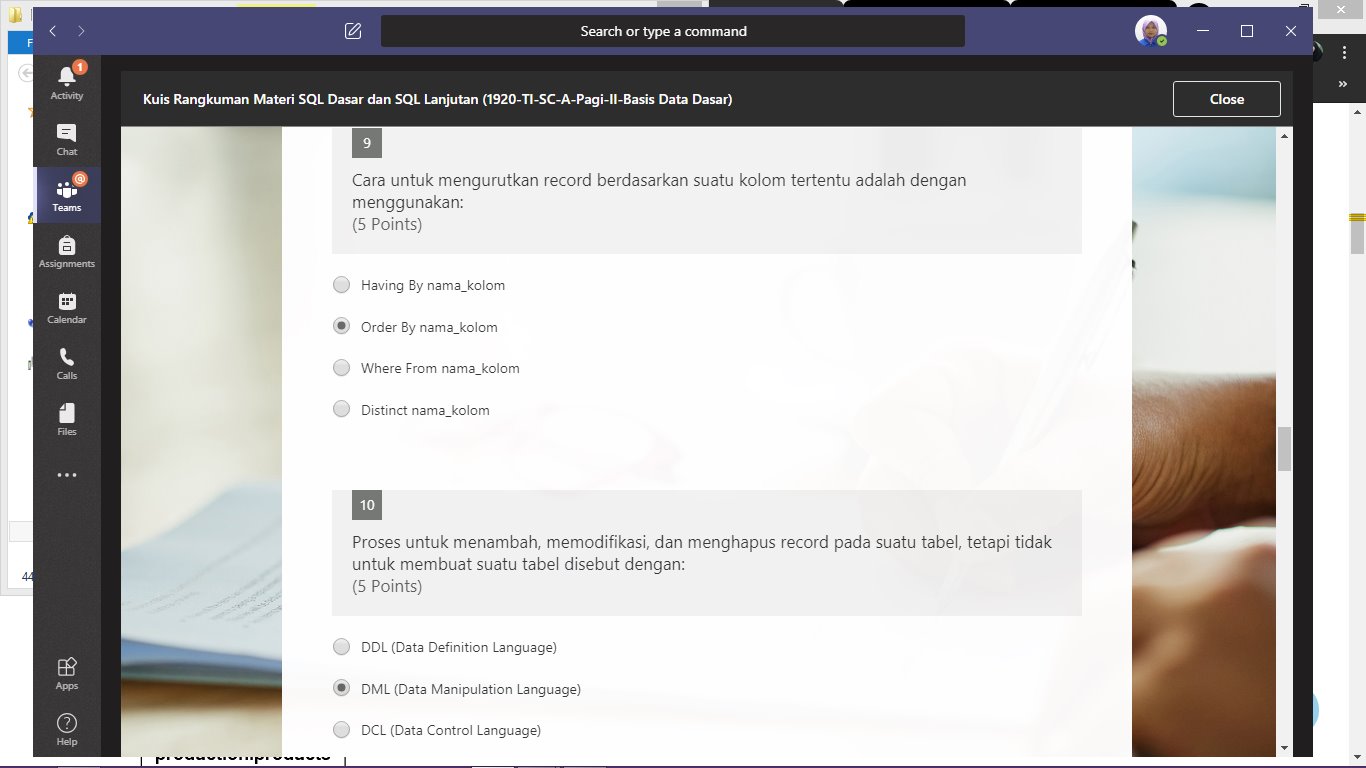 Search or type a command
1
Activity
Chat
Teams
Assignments
Calendar
Calls
Files
Apps
Help
Kuis Rangkuman Materi SQL Dasar dan SQL Lanjutan (1920-TI-SC-A-Pagi-II-Basis Data Dasar)
Close
9
Cara untuk mengurutkan record berdasarkan suatu kolom tertentu adalah dengan
menggunakan:
(5 Points)
Having By nama_kolom
Order By nama_kolom
Where From nama_kolom
Distinct nama_kolom
10
Proses untuk menambah, memodifikasi, dan menghapus record pada suatu tabel, tetapi tidak
untuk membuat suatu tabel disebut dengan:
(5 Points)
DDL (Data Definition Language)
DML (Data Manipulation Language)
DCL (Data Control Language)
44